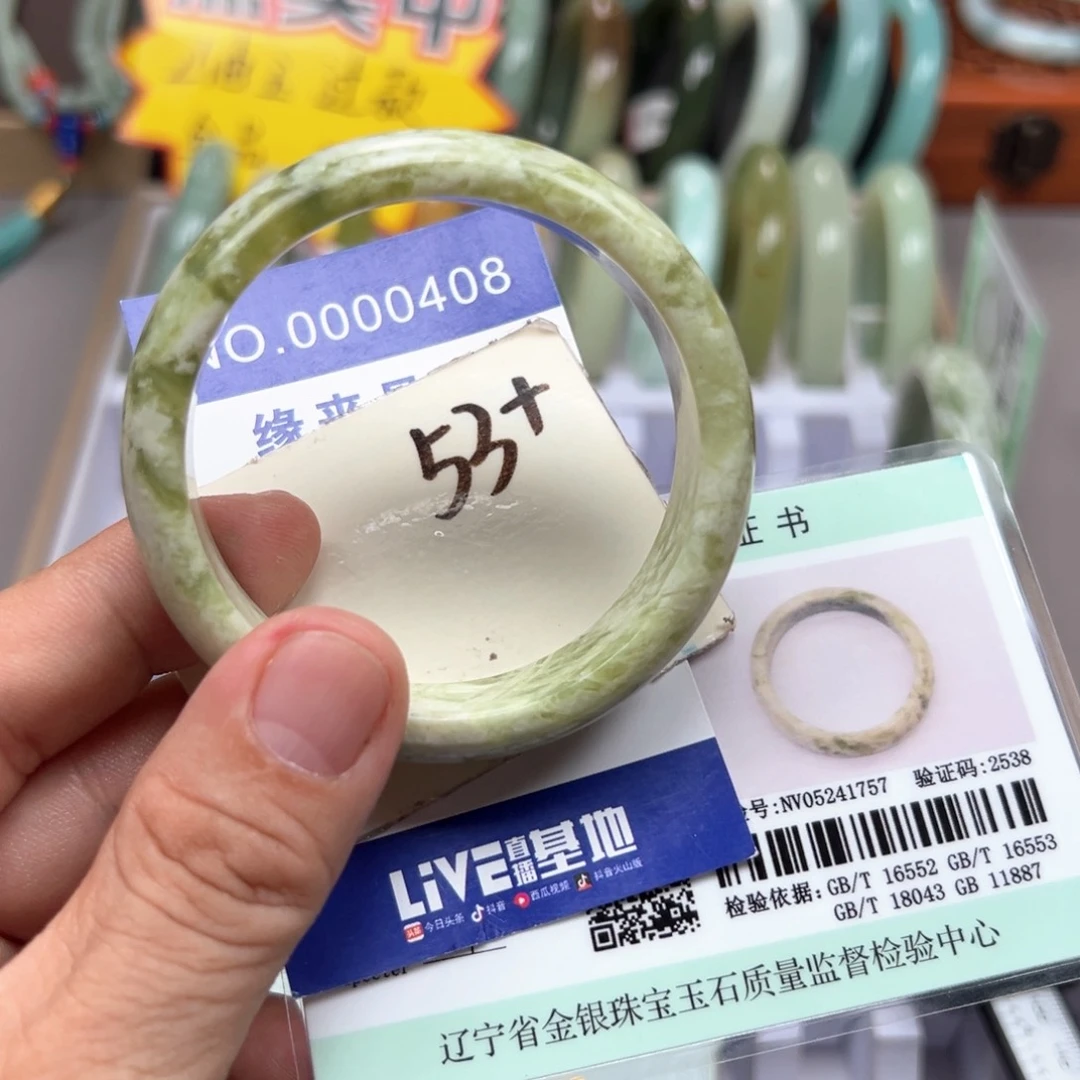 NO.0000408
缘来
53+
证书
号:NV05241757 验证码:2538
检验依据:GB/T 16552 GB/T 16553
GB/T 18043 GB 11887
LiVE直播基地
头条 今日头条 抖音 西瓜视频 抖音火山版
辽宁省金银珠宝玉石质量监督检验中心